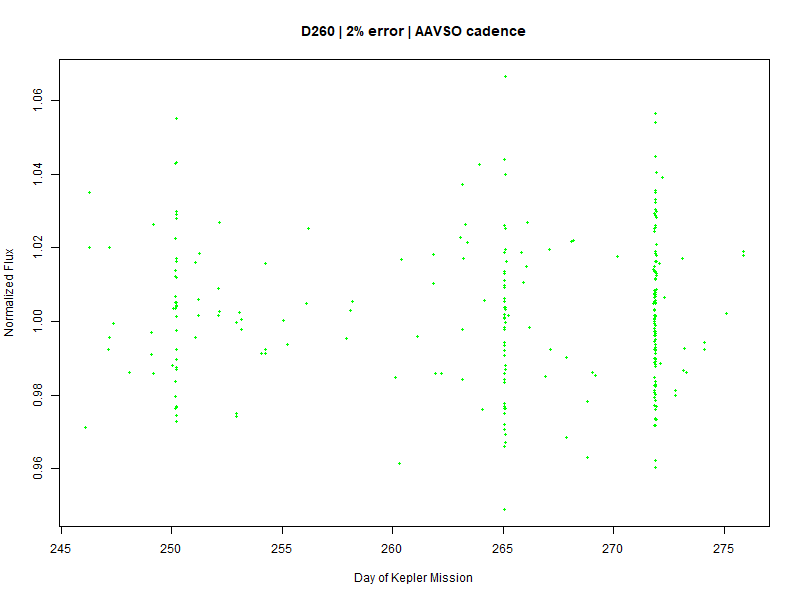 D260 | 2% error | AAVSO cadence
Normalized Flux
1.06
1.04
1.02
1.00
0.98
0.96
245 250 255 260 265 270 275
Day of Kepler Mission